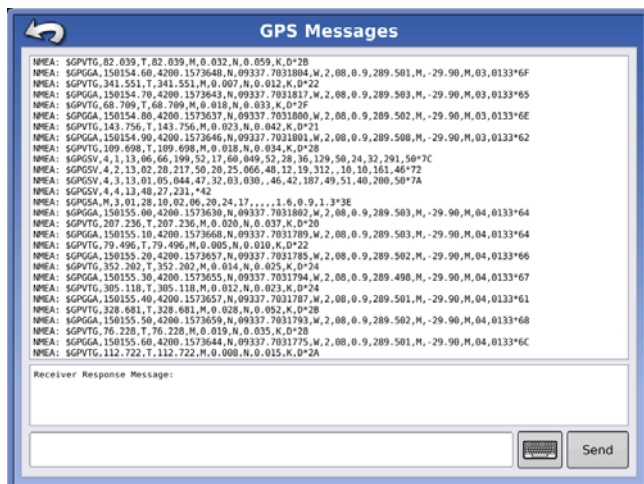 GPS Messages
NMEA: $GPVTG,82.039,T,82.039,M,0.032,N,0.059,K,D*2B
NMEA: $GPGGA,150154.60,4200.1573648,N,09337.7031804,W,2,08,0.9,289.501,M,-29.90,M,03,0133*6F
NMEA: $GPVTG,341.551,T,341.551,M,0.007,N,0.012,K,D*22
NMEA: $GPGGA,150154.70,4200.1573643,N,09337.7031817,W,2,08,0.9,289.503,M,-29.90,M,03,0133*65
NMEA: $GPVTG,68.709,T,68.709,M,0.018,N,0.033,K,D*2F
NMEA: $GPGGA,150154.80,4200.1573637,N,09337.7031800,W,2,08,0.9,289.502,M,-29.90,M,03,0133*6E
NMEA: $GPVTG,143.756,T,143.756,M,0.023,N,0.042,K,D*21
NMEA: $GPGGA,150154.90,4200.1573646,N,09337.7031801,W,2,08,0.9,289.508,M,-29.90,M,03,0133*62
NMEA: $GPVTG,109.698,T,109.698,M,0.018,N,0.034,K,D*28
NMEA: $GPGSV,4,1,13,06,66,199,52,17,60,049,52,28,36,129,50,24,32,291,50*7C
NMEA: $GPGSV,4,2,13,02,28,217,50,20,25,066,48,12,19,312,,10,10,161,46*72
NMEA: $GPGSV,4,3,13,01,05,044,47,32,03,030,,46,42,187,49,51,40,200,50*7A
NMEA: $GPGSV,4,4,13,48,27,231,*42
NMEA: $GPGSA,M,3,01,28,10,02,06,20,24,17,,,,,1.6,0.9,1.3*3E
NMEA: $GPGGA,150155.00,4200.1573630,N,09337.7031802,W,2,08,0.9,289.503,M,-29.90,M,04,0133*64
NMEA: $GPVTG,207.236,T,207.236,M,0.020,N,0.037,K,D*20
NMEA: $GPGGA,150155.10,4200.1573668,N,09337.7031789,W,2,08,0.9,289.503,M,-29.90,M,04,0133*64
NMEA: $GPVTG,79.496,T,79.496,M,0.005,N,0.010,K,D*22
NMEA: $GPGGA,150155.20,4200.1573657,N,09337.7031785,W,2,08,0.9,289.502,M,-29.90,M,04,0133*66
NMEA: $GPVTG,352.202,T,352.202,M,0.014,N,0.025,K,D*24
NMEA: $GPGGA,150155.30,4200.1573655,N,09337.7031794,W,2,08,0.9,289.498,M,-29.90,M,04,0133*67
NMEA: $GPVTG,305.118,T,305.118,M,0.012,N,0.023,K,D*24
NMEA: $GPGGA,150155.40,4200.1573657,N,09337.7031787,W,2,08,0.9,289.501,M,-29.90,M,04,0133*61
NMEA: $GPVTG,328.681,T,328.681,M,0.028,N,0.052,K,D*2B
NMEA: $GPGGA,150155.50,4200.1573659,N,09337.7031793,W,2,08,0.9,289.502,M,-29.90,M,04,0133*68
NMEA: $GPVTG,76.228,T,76.228,M,0.019,N,0.035,K,D*28
NMEA: $GPGGA,150155.60,4200.1573644,N,09337.7031775,W,2,08,0.9,289.501,M,-29.90,M,04,0133*6C
NMEA: $GPVTG,112.722,T,112.722,M,0.008,N,0.015,K,D*2A
Receiver Response Message:
Send